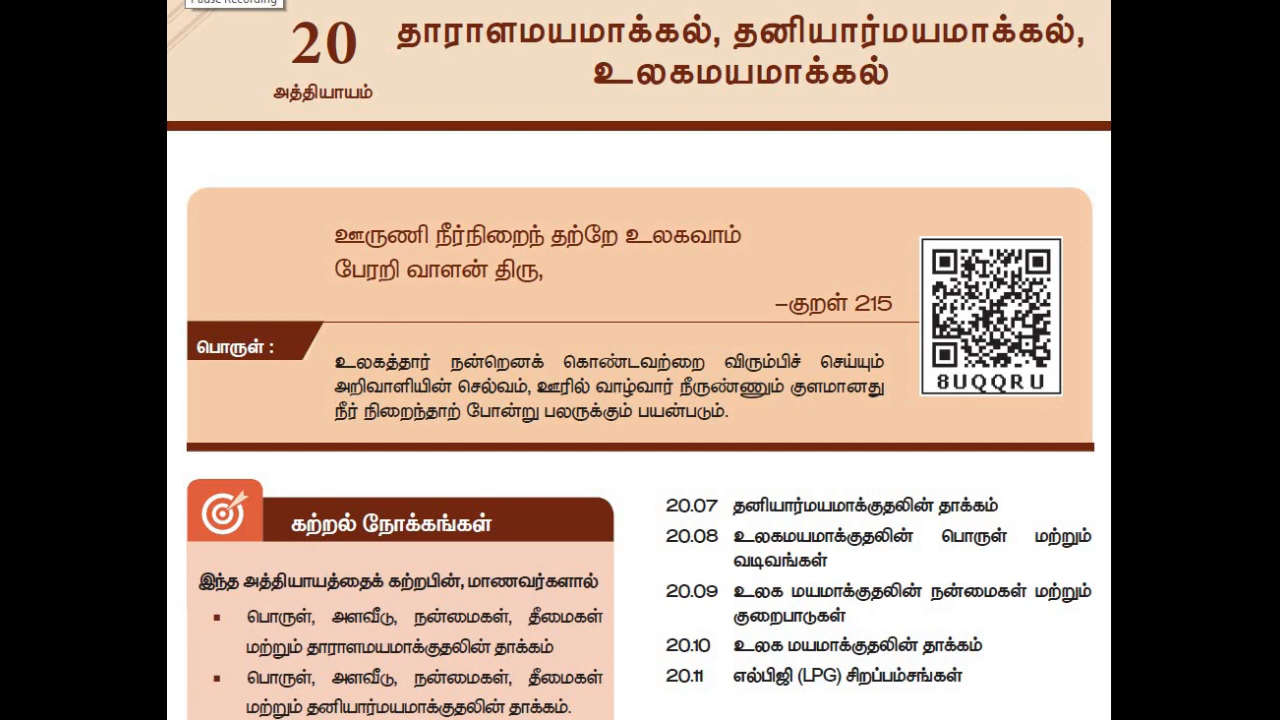 Pause Recording
20
அத்தியாயம்
தாராளமயமாக்கல், தனியார்மயமாக்கல்,
உலகமயமாக்கல்
ஊருணி நீர்நிறைந் தற்றே உலகவாம்
பேரறி வாளன் திரு,
–குறள் 215
பொருள் :
உலகத்தார் நன்றெனக் கொண்டவற்றை விரும்பிச் செய்யும்
அறிவாளியின் செல்வம், ஊரில் வாழ்வார் நீருண்ணும் குளமானது
நீர் நிறைந்தாற் போன்று பலருக்கும் பயன்படும்.
8UQQRU
கற்றல் நோக்கங்கள்
இந்த அத்தியாயத்தைக் கற்றபின், மாணவர்களால்
▪ பொருள், அளவீடு, நன்மைகள், தீமைகள்
மற்றும் தாராளமயமாக்குதலின் தாக்கம்
▪ பொருள், அளவீடு, நன்மைகள், தீமைகள்
மற்றும் தனியார்மயமாக்குதலின் தாக்கம்.
20.07 தனியார்மயமாக்குதலின் தாக்கம்
20.08 உலகமயமாக்குதலின் பொருள் மற்றும்
வடிவங்கள்
20.09 உலக மயமாக்குதலின் நன்மைகள் மற்றும்
குறைபாடுகள்
20.10 உலக மயமாக்குதலின் தாக்கம்
20.11 எல்பிஜி (LPG) சிறப்பம்சங்கள்